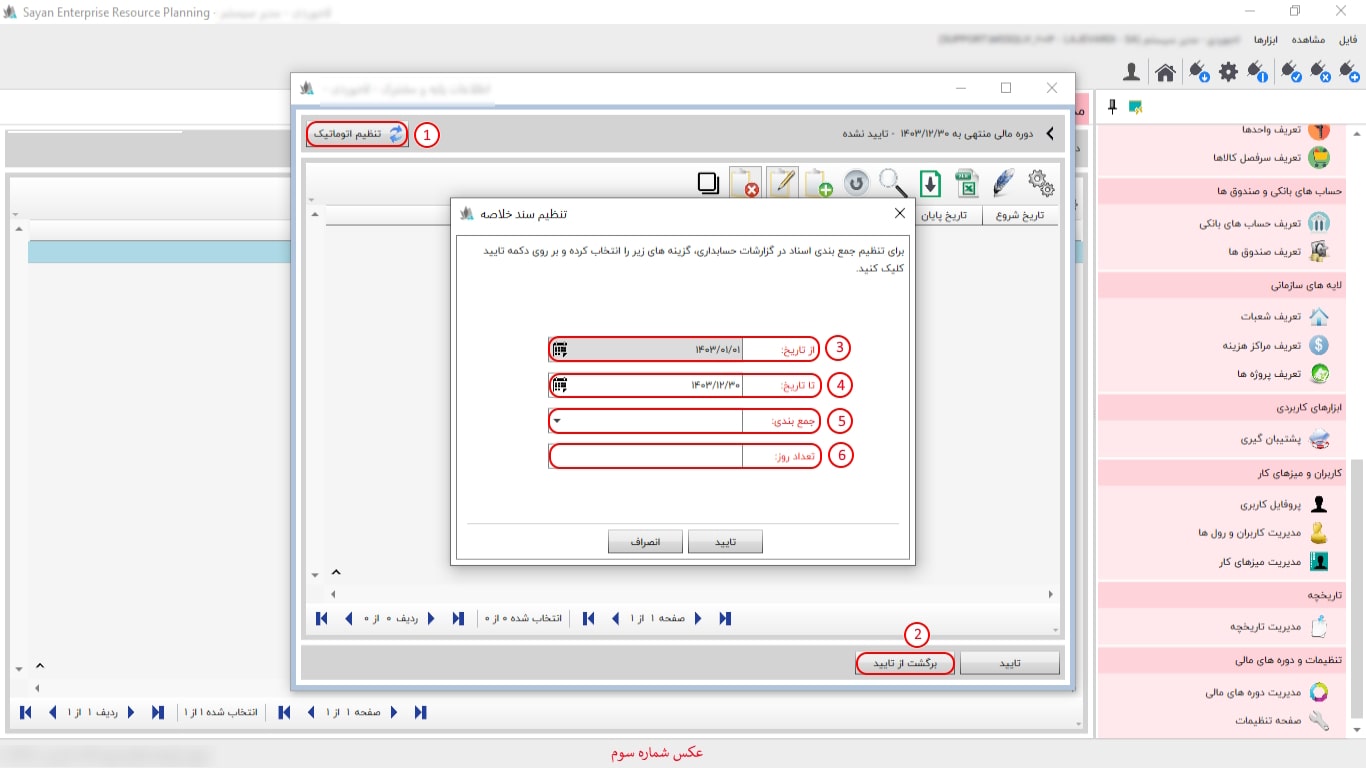 Sayan Enterprise Resource Planning -
فایل مشاهده ابزارها
دوره مالی منتهی به ۱۴۰۳/۱۲/۳۰ - تایید نشده
تنظیم اتوماتیک
1
تاریخ شروع
تاریخ پایان
تنظیم سند خلاصه
برای تنظیم جمع بندی اسناد در گزارشات حسابداری، گزینه های زیر را انتخاب کرده و بر روی دکمه تایید
کلیک کنید.
از تاریخ: ۱۴۰۳/۰۱/۰۱
3
تا تاریخ: ۱۴۰۳/۱۲/۳۰
4
جمع بندی:
5
تعداد روز:
6
تایید
انصراف
ردیف ۰ از ۰
انتخاب شده ۰ از ۰
صفحه ۱ از ۱
2
تایید
برگشت از تایید
ردیف ۱ از ۱
انتخاب شده ۱ از ۱
صفحه ۱ از ۱
تعریف واحدها
تعریف سرفصل کالاها
حساب های بانکی و صندوق ها
تعریف حساب های بانکی
تعریف صندوق ها
لایه های سازمانی
تعریف شعبات
تعریف مراکز هزینه
تعریف پروژه ها
ابزارهای کاربردی
پشتیبان گیری
کاربران و میزهای کار
پروفایل کاربری
مدیریت کاربران و رول ها
مدیریت میزهای کار
تاریخچه
مدیریت تاریخچه
تنظیمات و دوره های مالی
مدیریت دوره های مالی
صفحه تنظیمات
عکس شماره سوم